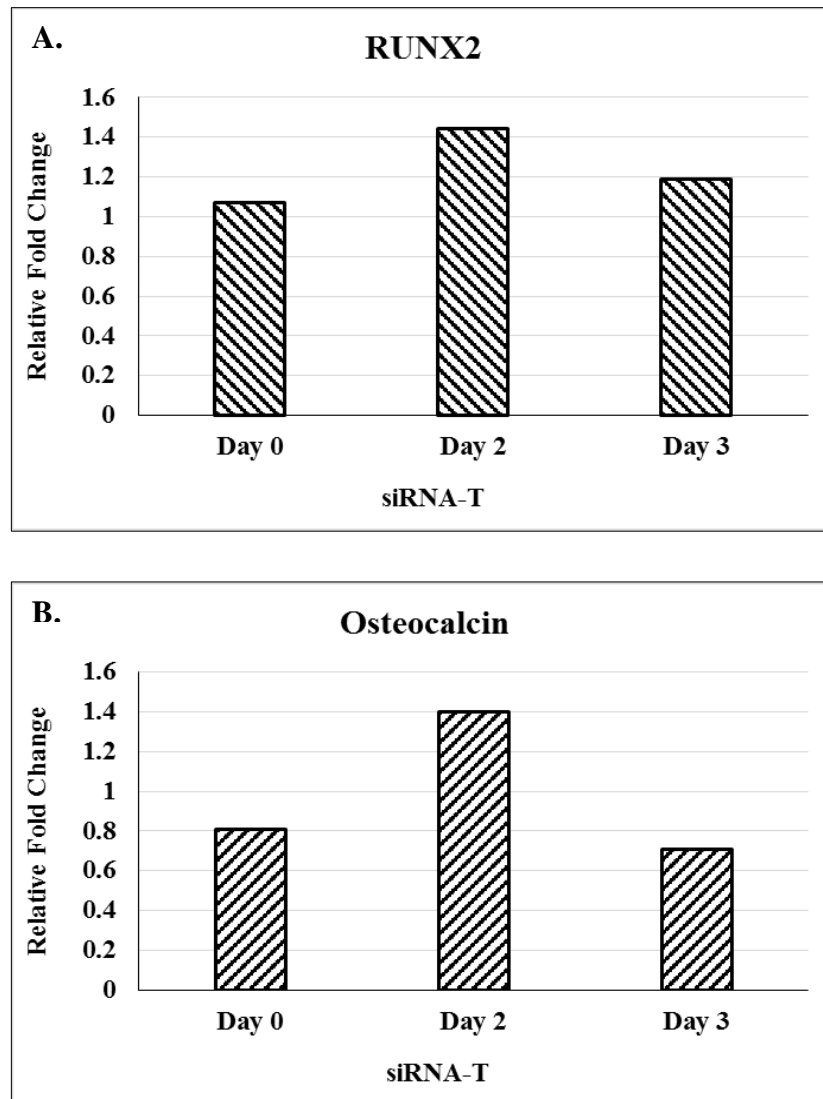 A.
RUNX2
Relative Fold Change
1.6
1.4
1.2
1
0.8
0.6
0.4
0.2
0
Day 0 Day 2 Day 3
siRNA-T
B.
Osteocalcin
Relative Fold Change
1.6
1.4
1.2
1
0.8
0.6
0.4
0.2
0
Day 0 Day 2 Day 3
siRNA-T